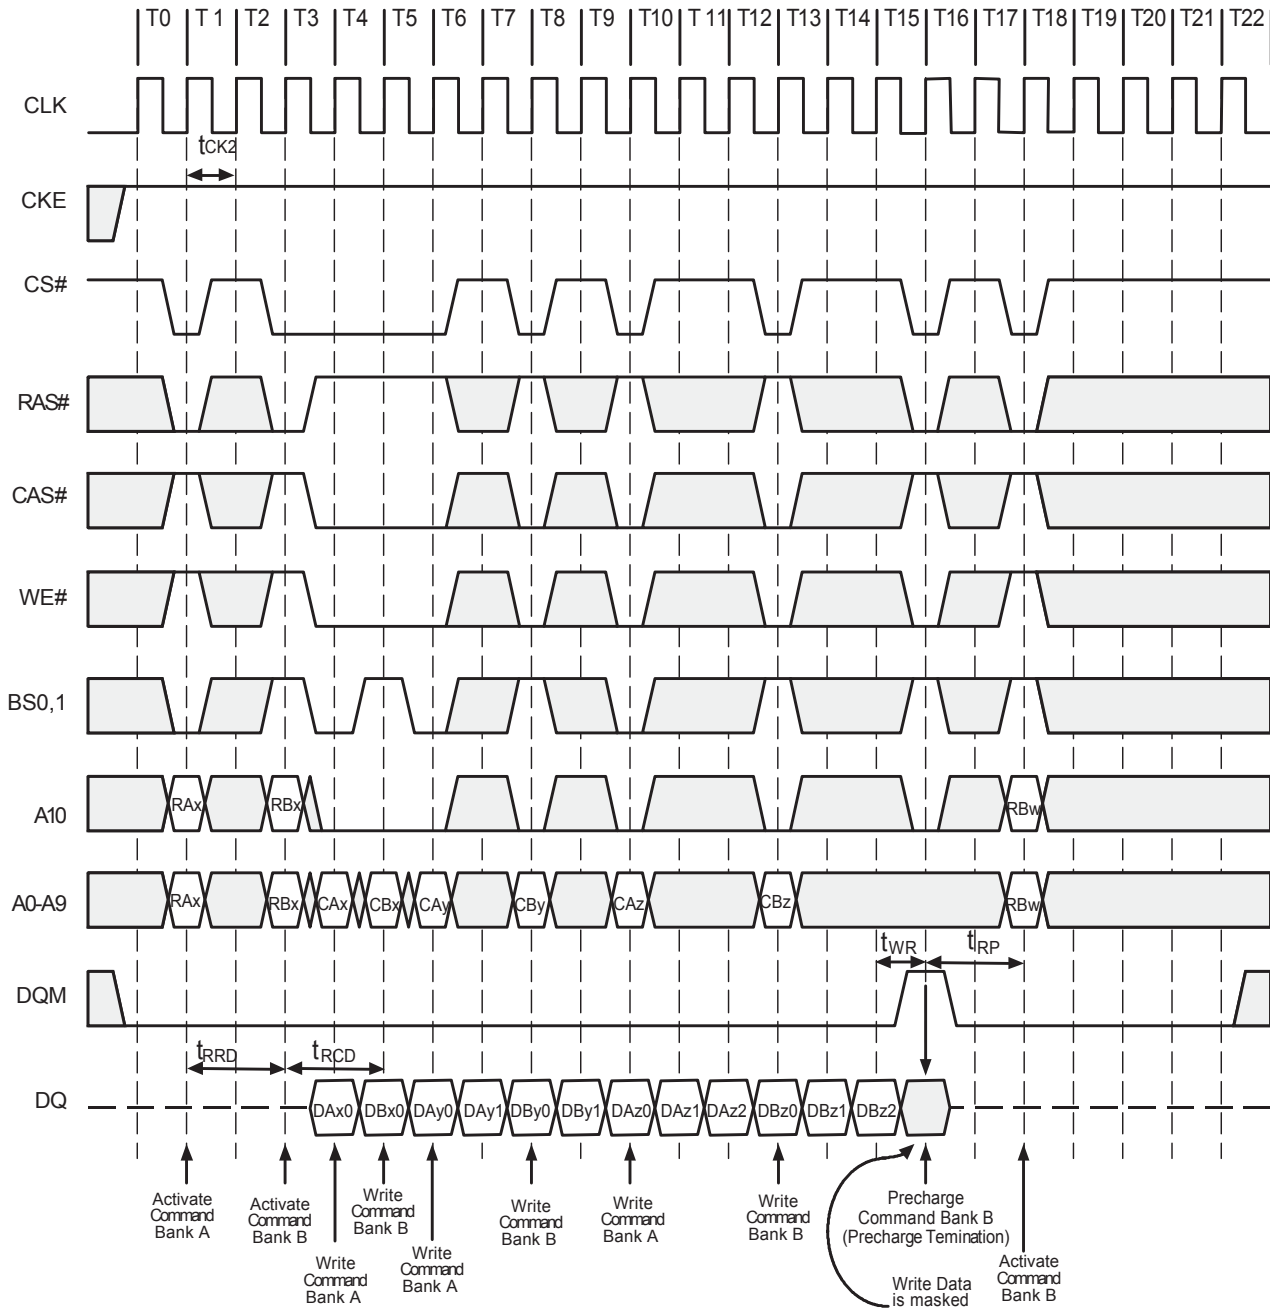 T0 T 1 T2 T3 T4 T5 T6 T7 T8 T9 T10 T 11 T12 T13 T14 T15 T16 T17 T18 T19 T20 T21 T22
CLK
tCK2
CKE
CS#
RAS#
CAS#
WE#
BS0,1
A10
RAx RBx RBw
A0-A9
RAx RBx CAx CBx CAy CBy CAz CBz RBw
tWR tRP
DQM
tRRD tRCD
DQ
DAx0 DBx0 DAy0 DAy1 DBy0 DBy1 DAz0 DAz1 DAz2 DBz0 DBz1 DBz2
Activate
Command
Bank A
Activate
Command
Bank B
Write
Command
Bank A
Write
Command
Bank B
Write
Command
Bank A
Write
Command
Bank B
Write
Command
Bank A
Write
Command
Bank B
Precharge
Command Bank B
(Precharge Temination)
Write Data
is masked
Activate
Command
Bank B